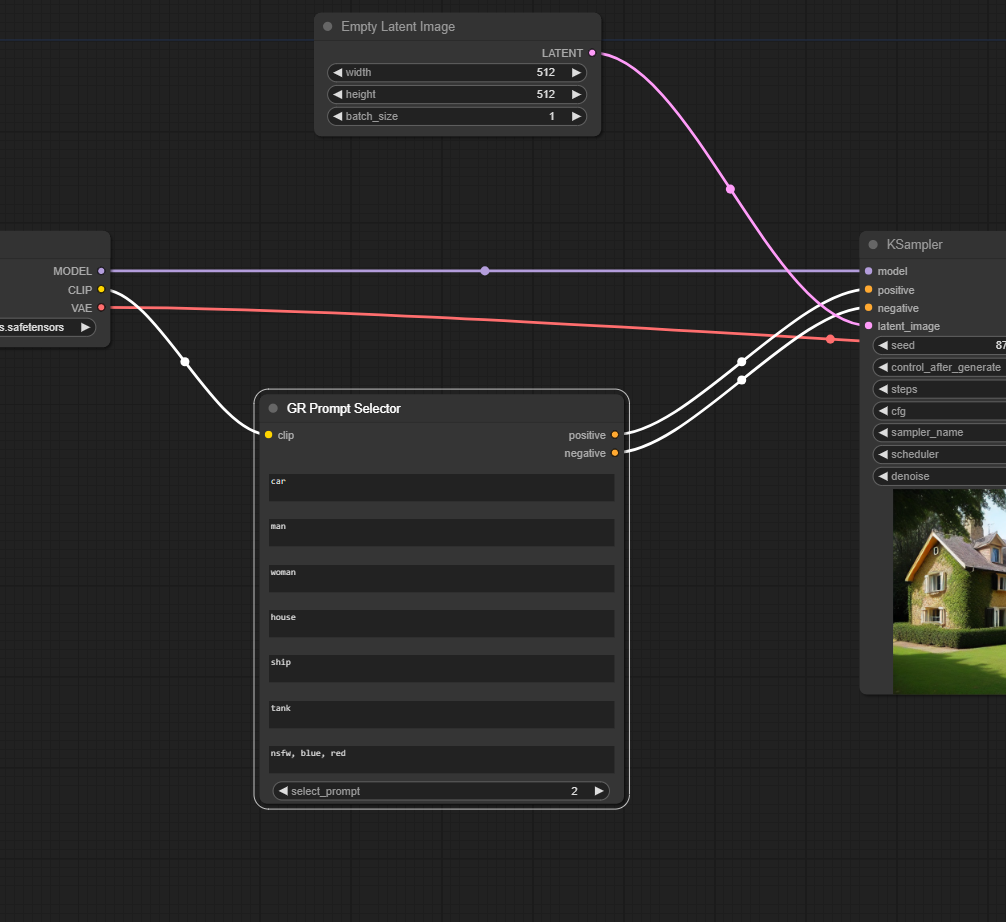 Empty Latent Image
LATENT
width 512
height 512
batch_size 1
MODEL
CLIP
VAE
s.safetensors
KSampler
model
positive
negative
latent_image
seed 87
control_after_generate
steps
cfg
sampler_name
scheduler
denoise
GR Prompt Selector
clip positive
negative
car
man
woman
house
ship
tank
nsfw, blue, red
select_prompt 2